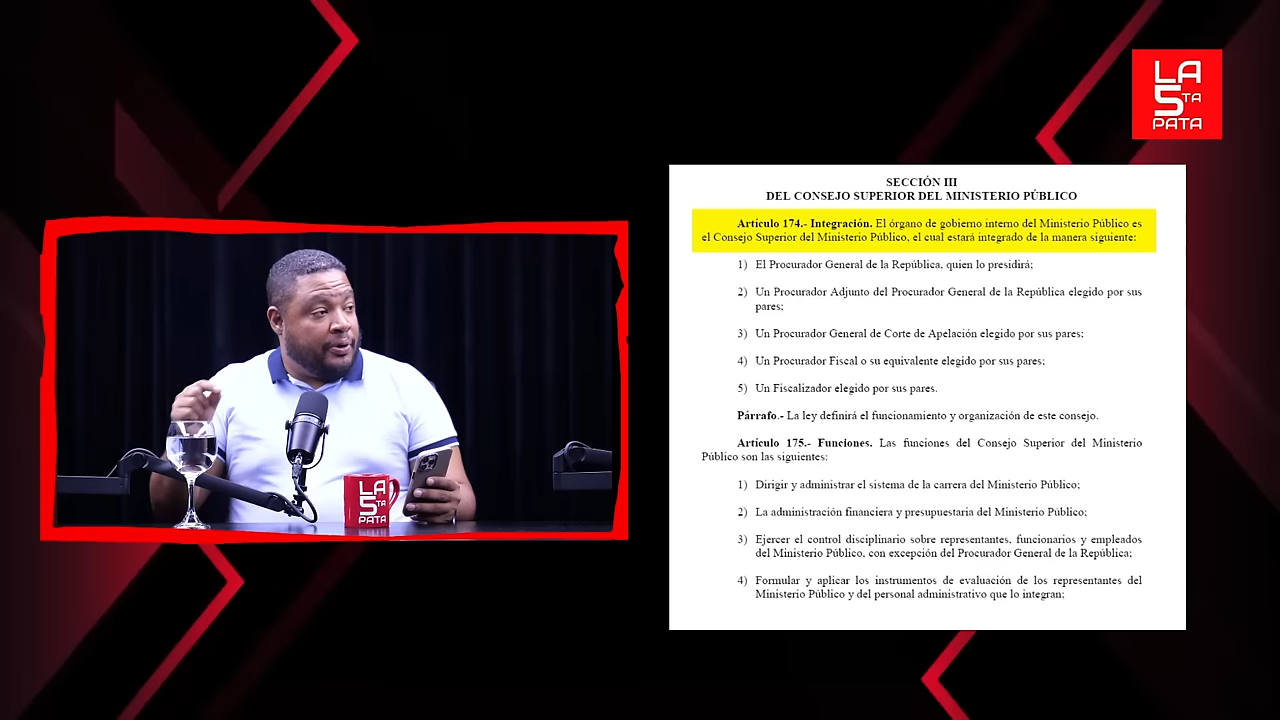 LA
5TA
PATA
SECCIÓN III
DEL CONSEJO SUPERIOR DEL MINISTERIO PÚBLICO
Artículo 174.- Integración. El órgano de gobierno interno del Ministerio Público es
el Consejo Superior del Ministerio Público, el cual estará integrado de la manera siguiente:
1) El Procurador General de la República, quien lo presidirá;
2) Un Procurador Adjunto del Procurador General de la República elegido por sus
pares;
3) Un Procurador General de Corte de Apelación elegido por sus pares;
4) Un Procurador Fiscal o su equivalente elegido por sus pares;
5) Un Fiscalizador elegido por sus pares.
Párrafo.- La ley definirá el funcionamiento y organización de este consejo.
Artículo 175.- Funciones. Las funciones del Consejo Superior del Ministerio
Público son las siguientes:
1) Dirigir y administrar el sistema de la carrera del Ministerio Público;
2) La administración financiera y presupuestaria del Ministerio Público;
3) Ejercer el control disciplinario sobre representantes, funcionarios y empleados
del Ministerio Público, con excepción del Procurador General de la República;
4) Formular y aplicar los instrumentos de evaluación de los representantes del
Ministerio Público y del personal administrativo que lo integran;
LA
5TA
PATA